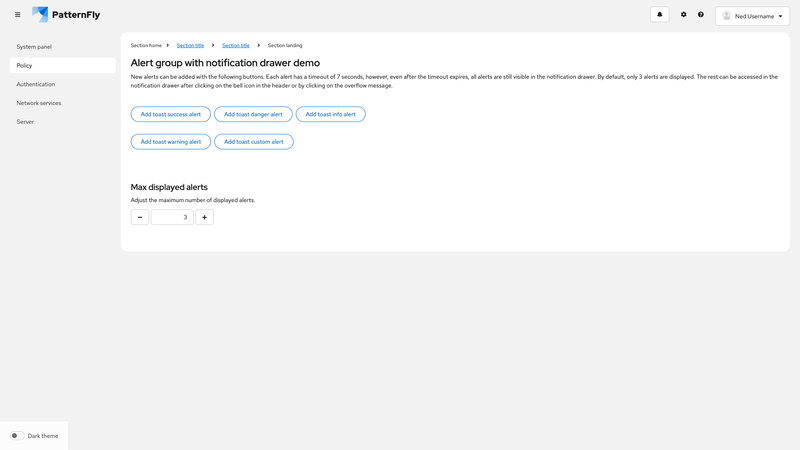 PatternFly
Ned Username
System panel
Policy
Authentication
Network services
Server
Section home Section title Section title Section landing
Alert group with notification drawer demo
New alerts can be added with the following buttons. Each alert has a timeout of 7 seconds, however, even after the timeout expires, all alerts are still visible in the notification drawer. By default, only 3 alerts are displayed. The rest can be accessed in the
notification drawer after clicking on the bell icon in the header or by clicking on the overflow message.
Add toast success alert Add toast danger alert Add toast info alert
Add toast warning alert Add toast custom alert
Max displayed alerts
Adjust the maximum number of displayed alerts.
3
Dark theme